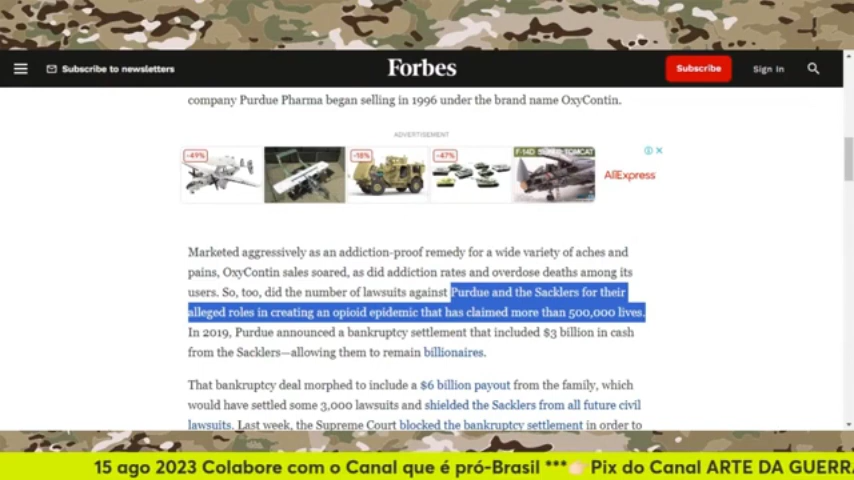 Subscribe to newsletters
Forbes
Subscribe
Sign In
company Purdue Pharma began selling in 1996 under the brand name OxyContin.
ADVERTISEMENT
-49%
-18%
-47%
F-14D SUPER TOMCAT
AliExpress
Marketed aggressively as an addiction-proof remedy for a wide variety of aches and
pains, OxyContin sales soared, as did addiction rates and overdose deaths among its
users. So, too, did the number of lawsuits against Purdue and the Sacklers for their
alleged roles in creating an opioid epidemic that has claimed more than 500,000 lives.
In 2019, Purdue announced a bankruptcy settlement that included $3 billion in cash
from the Sacklers—allowing them to remain billionaires.
That bankruptcy deal morphed to include a $6 billion payout from the family, which
would have settled some 3,000 lawsuits and shielded the Sacklers from all future civil
lawsuits. Last week, the Supreme Court blocked the bankruptcy settlement in order to
15 ago 2023 Colabore com o Canal que é pró-Brasil ***👉🏻 Pix do Canal ARTE DA GUERRA